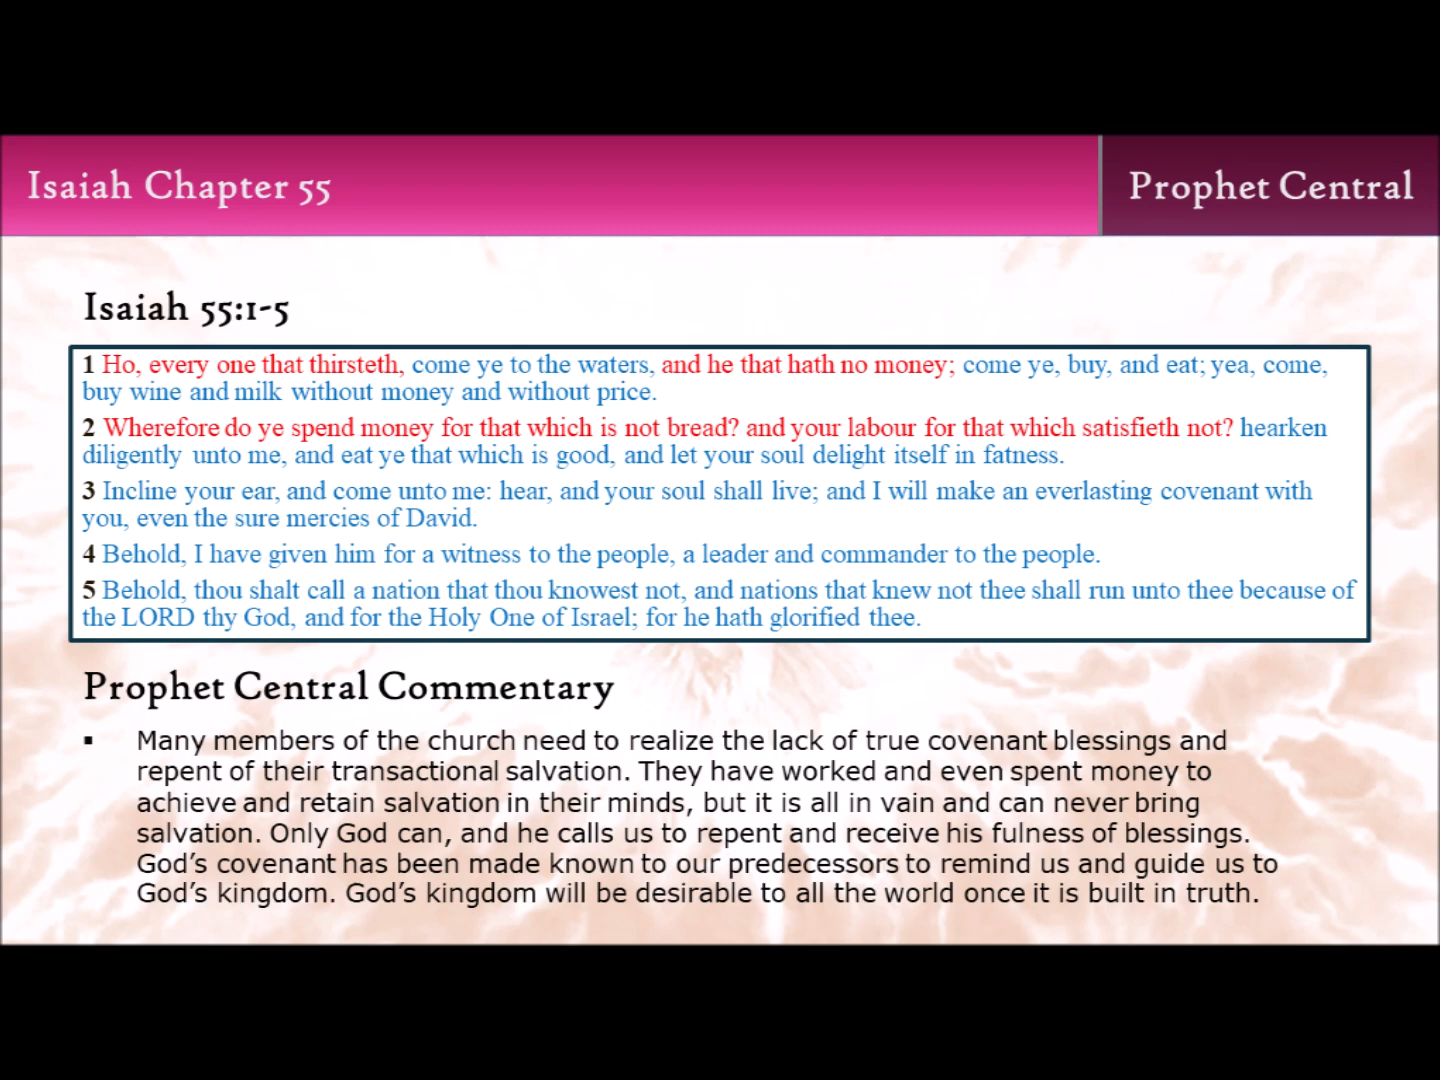 Isaiah Chapter 55
Prophet Central
Isaiah 55:1-5
1 Ho, every one that thirsteth, come ye to the waters, and he that hath no money; come ye, buy, and eat; yea, come,
buy wine and milk without money and without price.
2 Wherefore do ye spend money for that which is not bread? and your labour for that which satisfieth not? hearken
diligently unto me, and eat ye that which is good, and let your soul delight itself in fatness.
3 Incline your ear, and come unto me: hear, and your soul shall live; and I will make an everlasting covenant with
you, even the sure mercies of David.
4 Behold, I have given him for a witness to the people, a leader and commander to the people.
5 Behold, thou shalt call a nation that thou knowest not, and nations that knew not thee shall run unto thee because of
the LORD thy God, and for the Holy One of Israel; for he hath glorified thee.
Prophet Central Commentary
▪ Many members of the church need to realize the lack of true covenant blessings and
repent of their transactional salvation. They have worked and even spent money to
achieve and retain salvation in their minds, but it is all in vain and can never bring
salvation. Only God can, and he calls us to repent and receive his fulness of blessings.
God's covenant has been made known to our predecessors to remind us and guide us to
God's kingdom. God's kingdom will be desirable to all the world once it is built in truth.